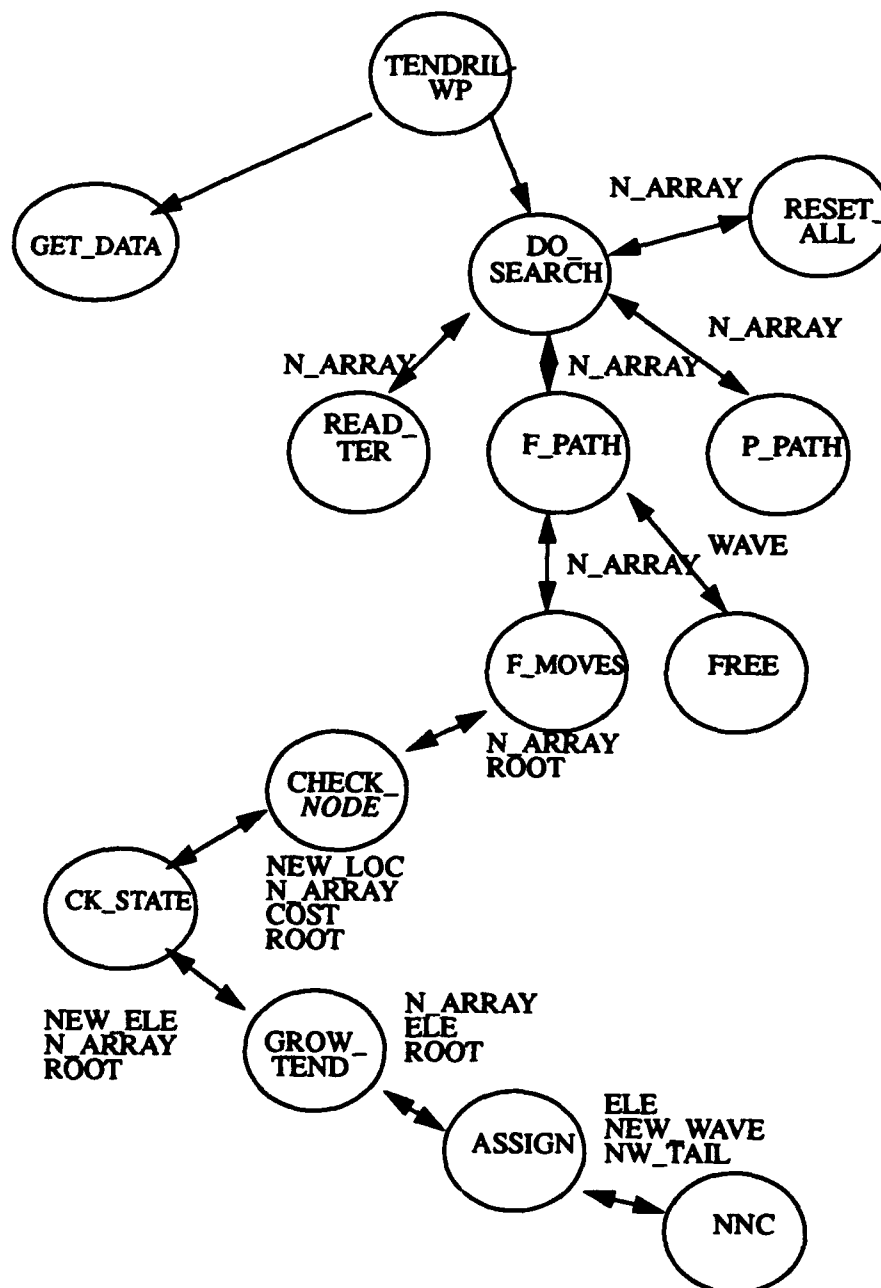 TENDRIL-
WP
GET_DATA
DO_
SEARCH
N_ARRAY
RESET_
ALL
N_ARRAY
N_ARRAY
N_ARRAY
READ_
TER
F_PATH
P_PATH
N_ARRAY
WAVE
F_MOVES
FREE
N_ARRAY
ROOT
CHECK_
NODE
NEW_LOC
N_ARRAY
COST
ROOT
CK_STATE
NEW_ELE
N_ARRAY
ROOT
GROW_
TEND
N_ARRAY
ELE
ROOT
ASSIGN
ELE
NEW_WAVE
NW_TAIL
NNC